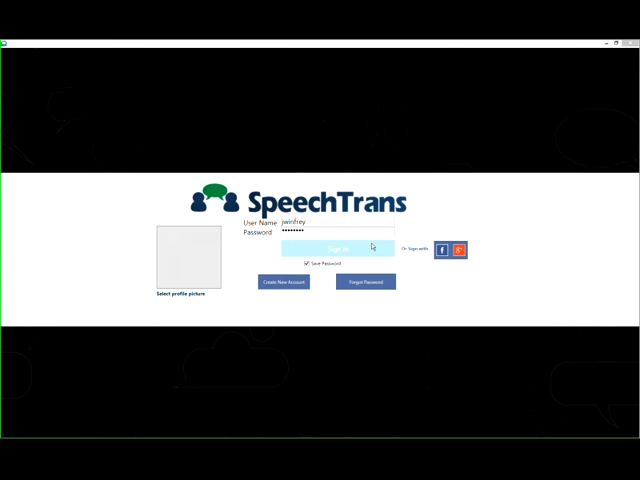 SpeechTrans
User Name jwinfrey
Password ••••••••
Sign in
Or Sign with
f g+
Save Password
Create New Account
Forgot Password
Select profile picture